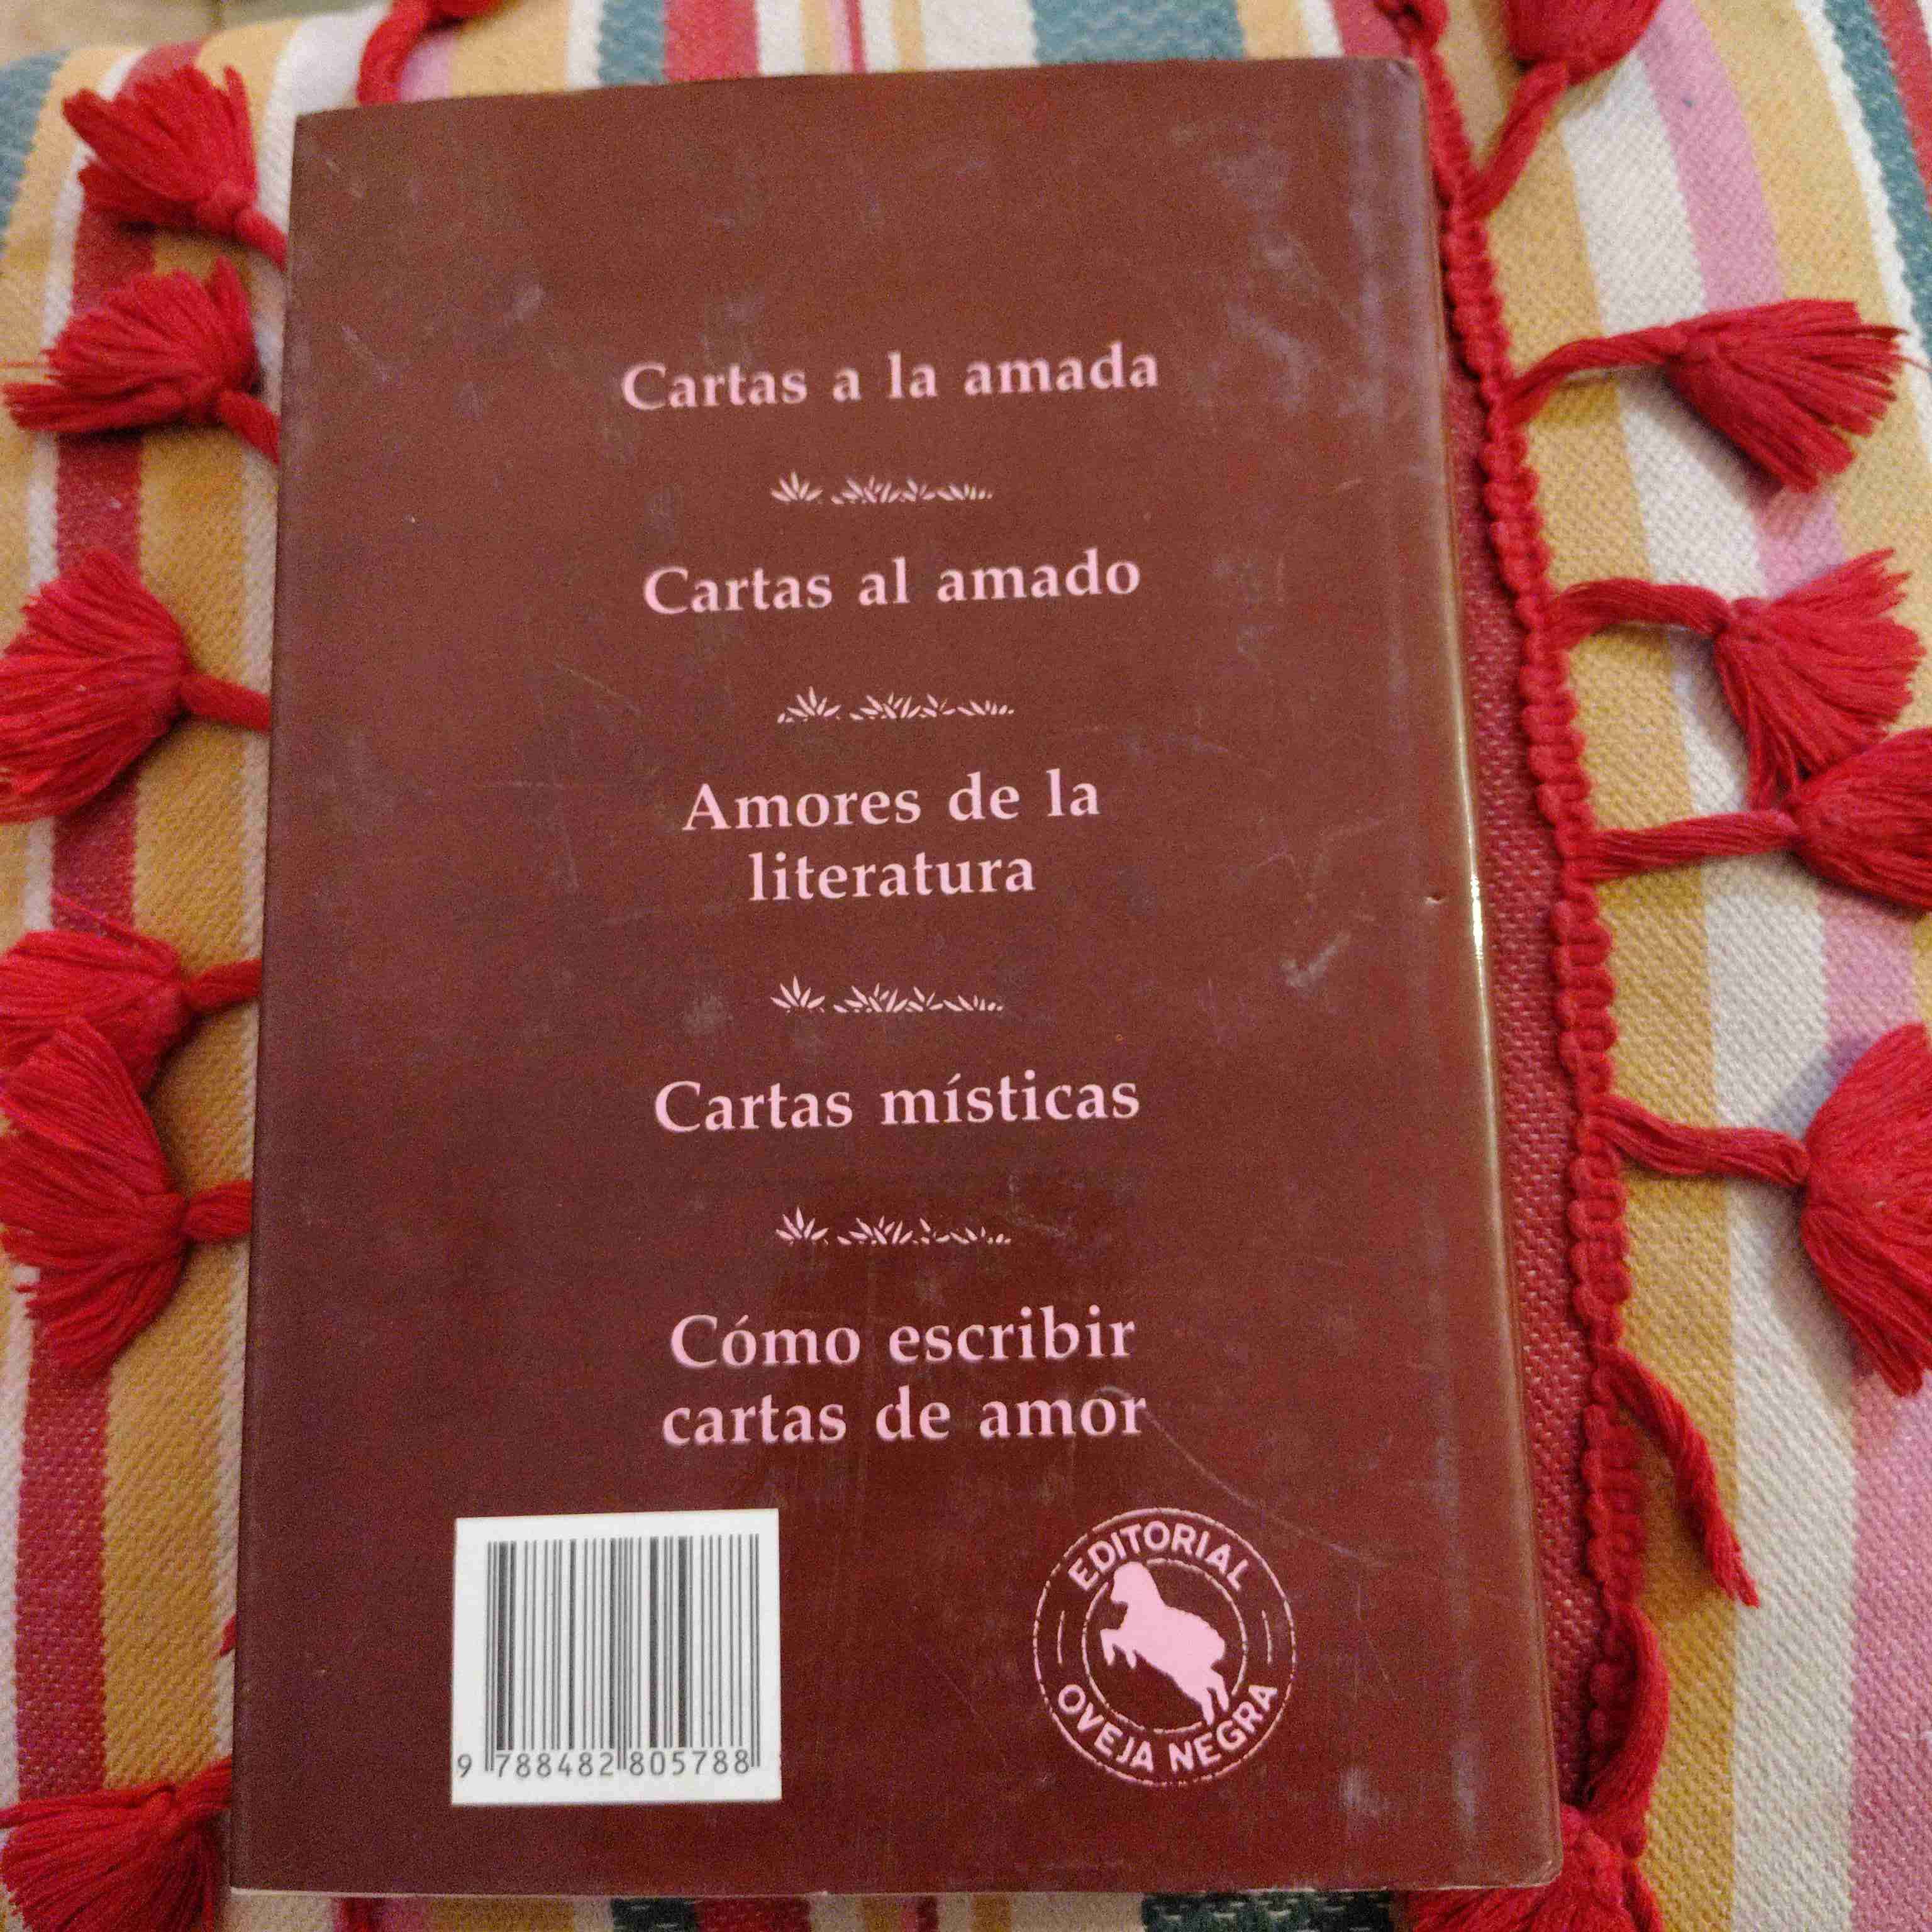 Cartas a la amada
Cartas al amado
Amores de la
literatura
Cartas místicas
Cómo escribir
cartas de amor
9 788482 805788
EDITORIAL
OVEJA NEGRA